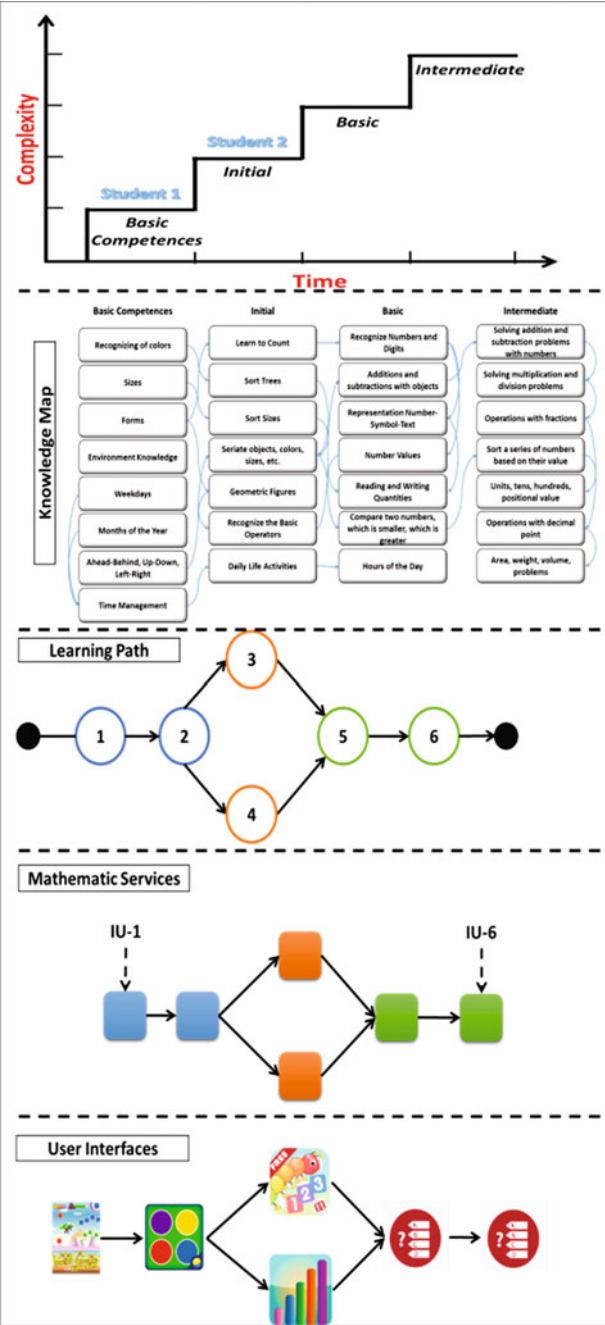 Complexity
Intermediate
Basic
Student 2
Initial
Student 1
Basic
Competences
Time
Knowledge Map
Basic Competences
Recognizing of colors
Sizes
Forms
Environment Knowledge
Weekdays
Months of the Year
Ahead-Behind, Up-Down,
Left-Right
Time Management
Initial
Learn to Count
Sort Trees
Sort Sizes
Seriate objects, colors,
sizes, etc.
Geometric Figures
Recognize the Basic
Operators
Daily Life Activities
Basic
Recognize Numbers and
Digits
Additions and
subtractions with objects
Representation Number-
Symbol-Text
Number Values
Reading and Writing
Quantities
Compare two numbers,
which is smaller, which is
greater
Hours of the Day
Intermediate
Solving addition and
subtraction problems
with numbers
Solving multiplication and
division problems
Operations with fractions
Sort a series of numbers
based on their value
Units, tens, hundreds,
positional value
Operations with decimal
point
Area, weight, volume,
problems
Learning Path
1
2
3
4
5
6
Mathematic Services
IU-1
IU-6
User Interfaces
FREE
1 2 3
?
?